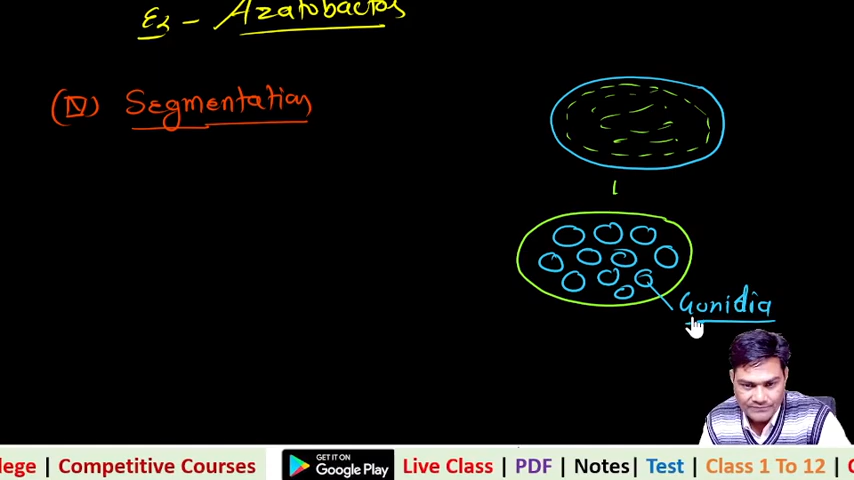 Ex - Azatobactor
(IV) Segmentation
Gonidia
lege | Competitive Courses GET IT ON Google Play Live Class | PDF | Notes| Test | Class 1 To 12 |